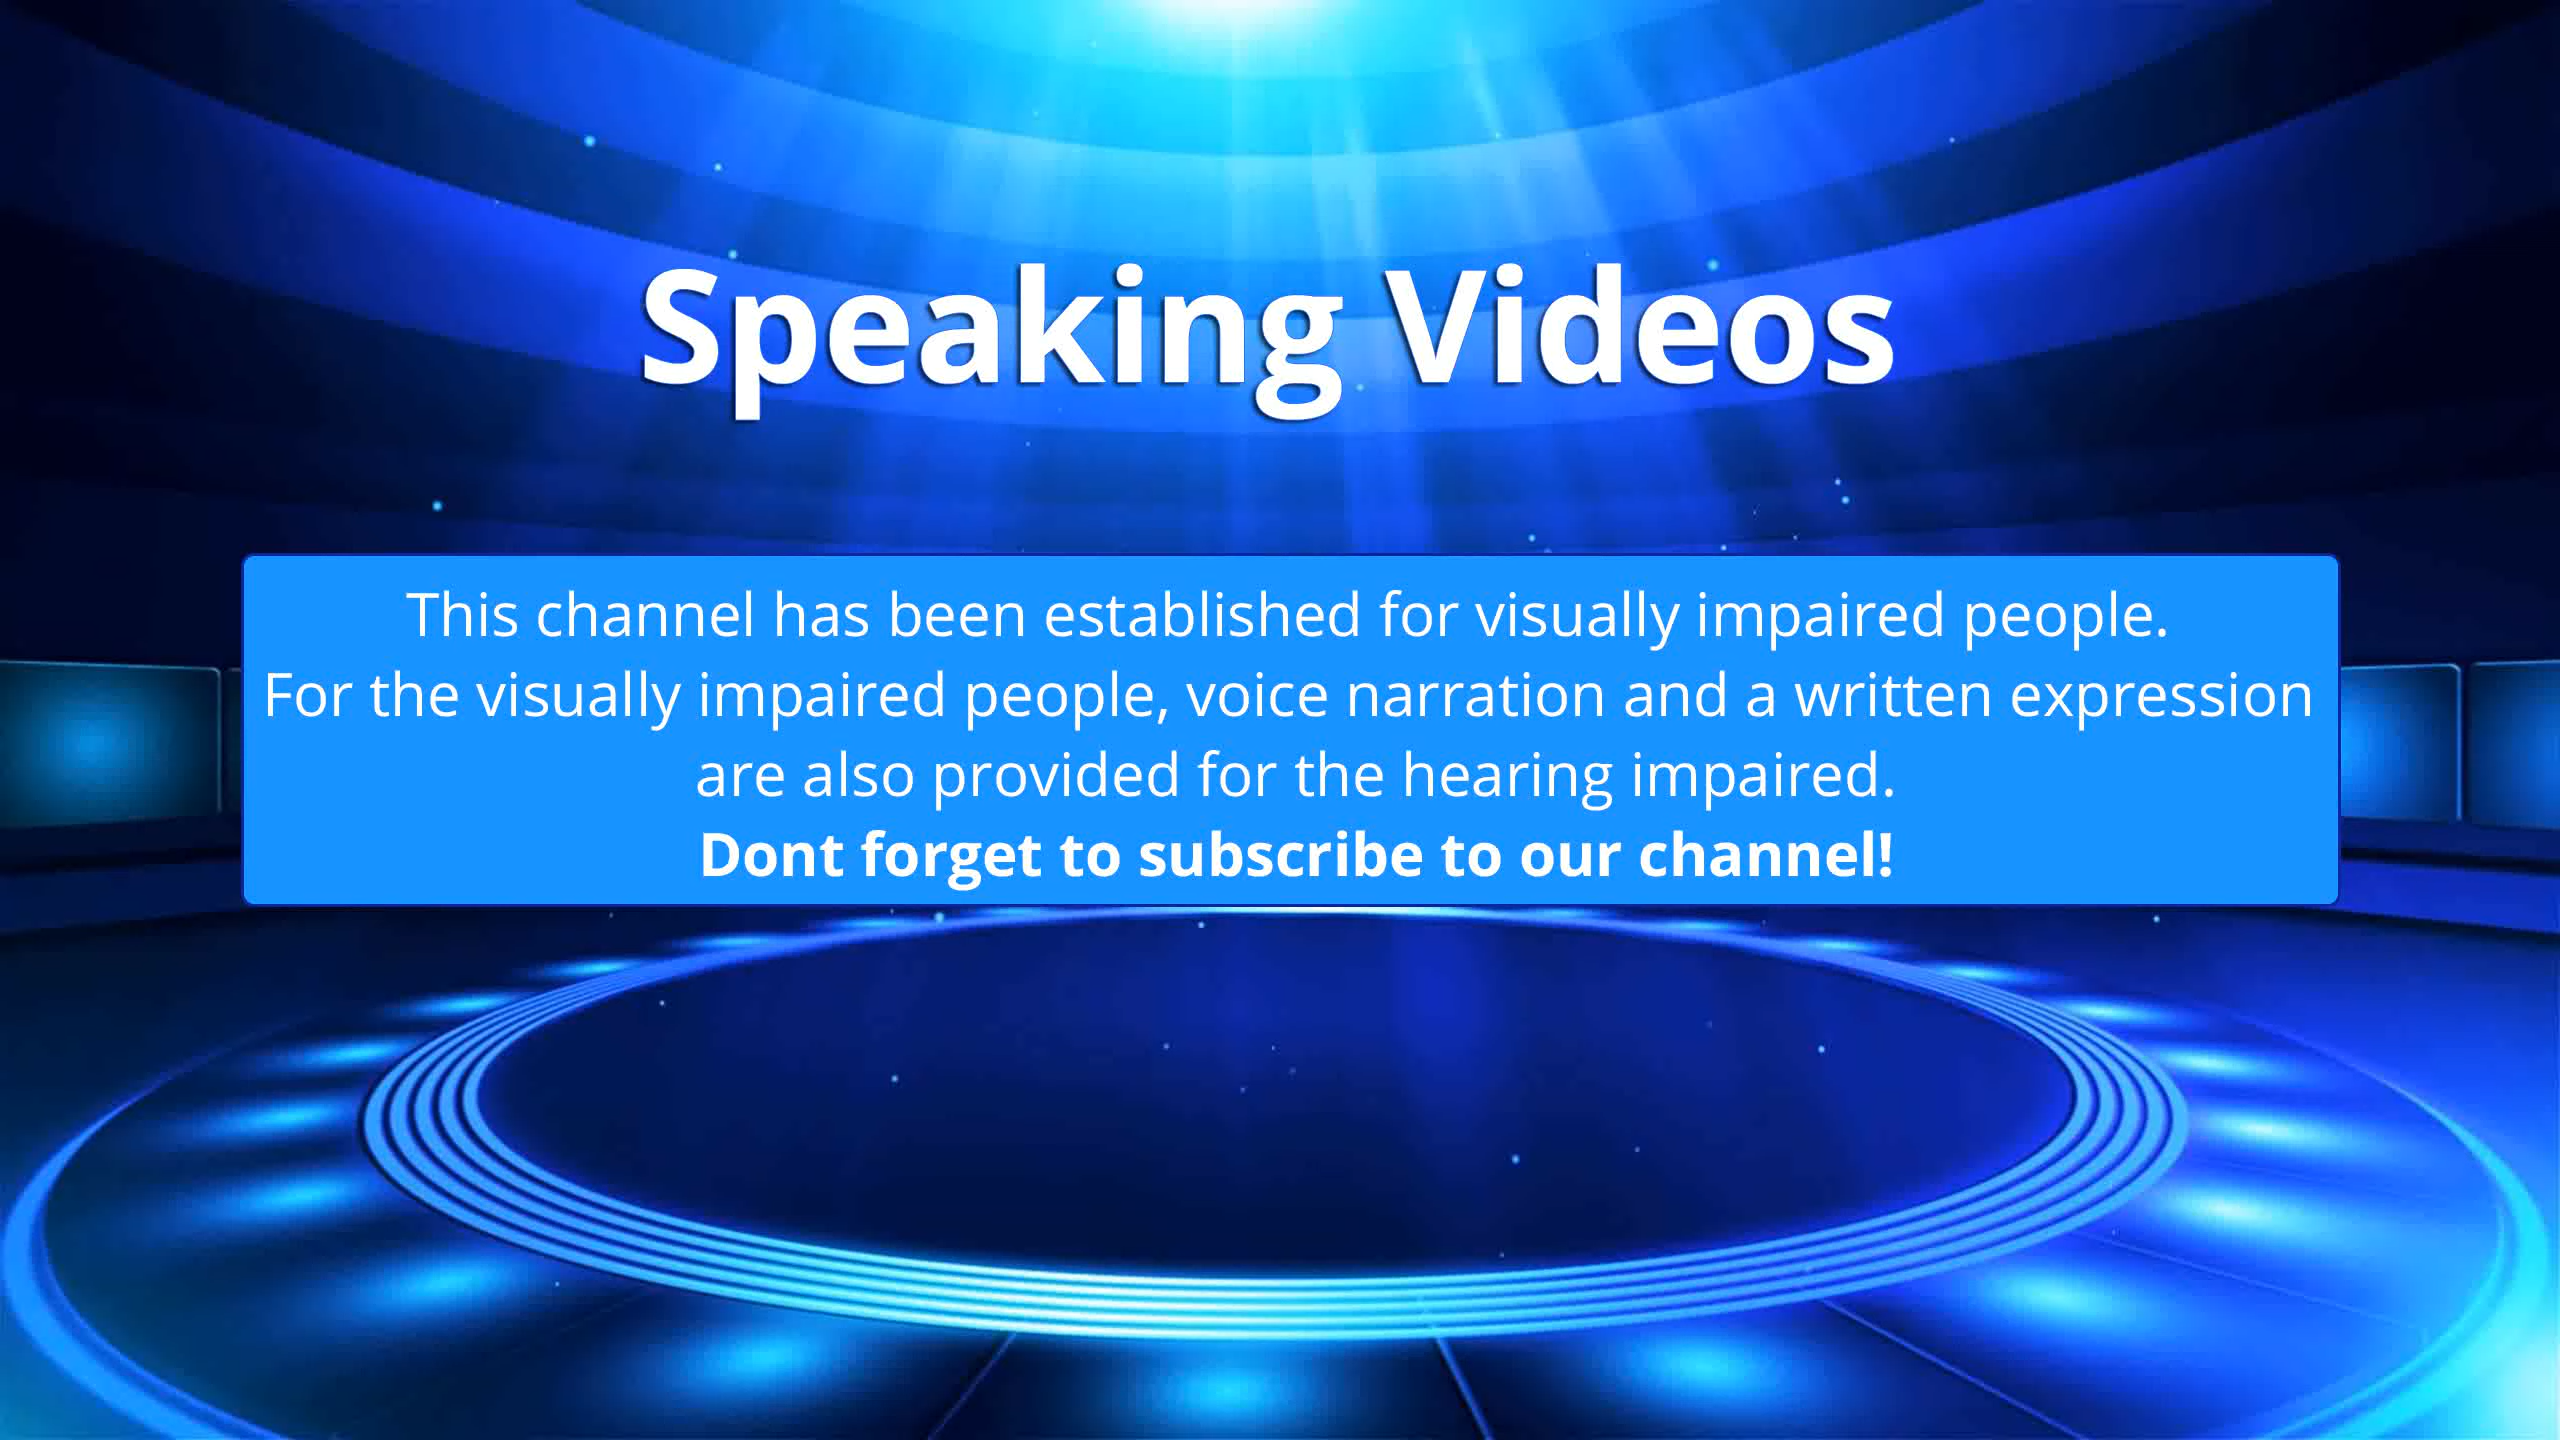 Speaking Videos
This channel has been established for visually impaired people.
For the visually impaired people, voice narration and a written expression
are also provided for the hearing impaired.
Dont forget to subscribe to our channel!